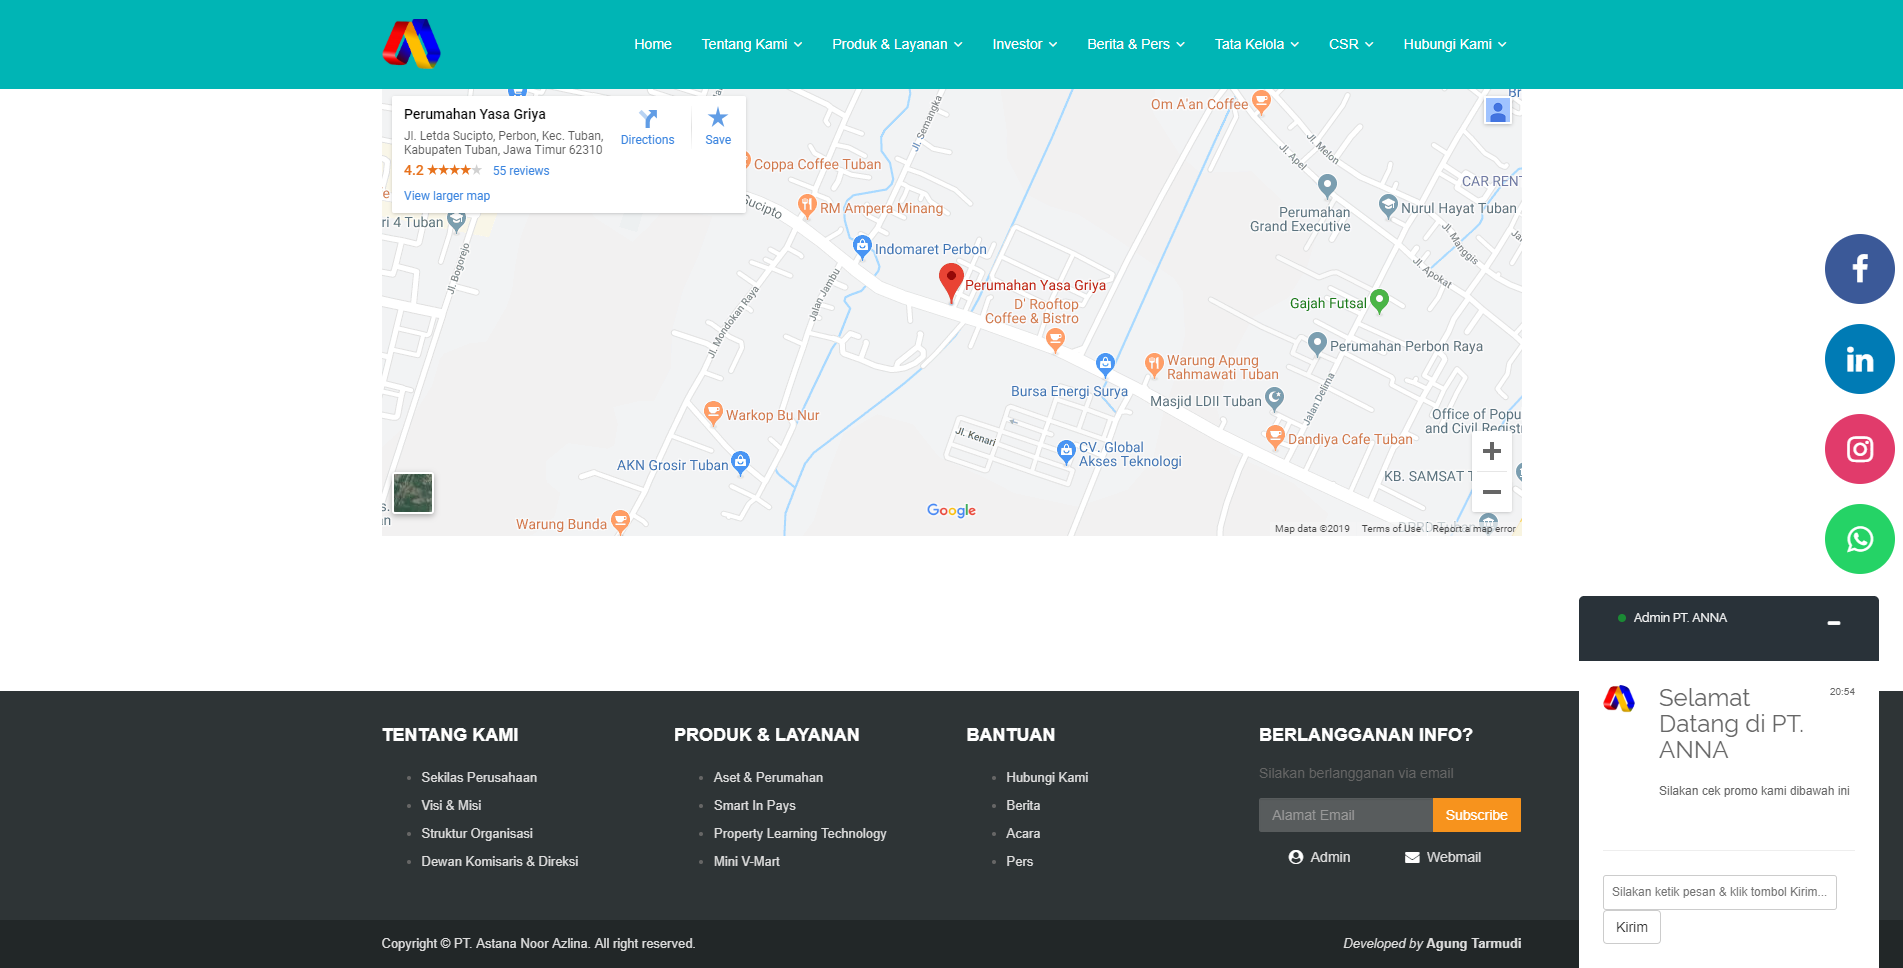 Home
Tentang Kami
Produk & Layanan
Investor
Berita & Pers
Tata Kelola
CSR
Hubungi Kami
Perumahan Yasa Griya
Jl. Letda Sucipto, Perbon, Kec. Tuban,
Kabupaten Tuban, Jawa Timur 62310
4.2
55 reviews
View larger map
Directions
Save
Jl. Semangka
Om A'an Coffee
Br
Jl. Melon
Jl. Apel
Coppa Coffee Tuban
CAR RENT
Sucipto
RM Ampera Minang
Perumahan
Grand Executive
Nurul Hayat Tuban
ri 4 Tuban
Jl. Manggis
Jl. Bogorejo
Indomaret Perbon
Jl. Apokat
Jalan Jambu
Perumahan Yasa Griya
Jl. Mondokan Raya
D' Rooftop
Coffee & Bistro
Gajah Futsal
Perumahan Perbon Raya
Warung Apung
Rahmawati Tuban
Bursa Energi Surya
Masjid LDII Tuban
Jalan Delima
Warkop Bu Nur
Office of Popu
and Civil Registr
Jl. Kenari
Dandiya Cafe Tuban
CV. Global
Akses Teknologi
AKN Grosir Tuban
KB. SAMSAT T
Warung Bunda
Google
Map data ©2019
Terms of Use
Report a map error
Admin PT. ANNA
Selamat
Datang di PT.
ANNA
20:54
Silakan cek promo kami dibawah ini
Silakan ketik pesan & klik tombol Kirim...
Kirim
TENTANG KAMI
Sekilas Perusahaan
Visi & Misi
Struktur Organisasi
Dewan Komisaris & Direksi
PRODUK & LAYANAN
Aset & Perumahan
Smart In Pays
Property Learning Technology
Mini V-Mart
BANTUAN
Hubungi Kami
Berita
Acara
Pers
BERLANGGANAN INFO?
Silakan berlangganan via email
Alamat Email
Subscribe
Admin
Webmail
Copyright © PT. Astana Noor Azlina. All right reserved.
Developed by Agung Tarmudi